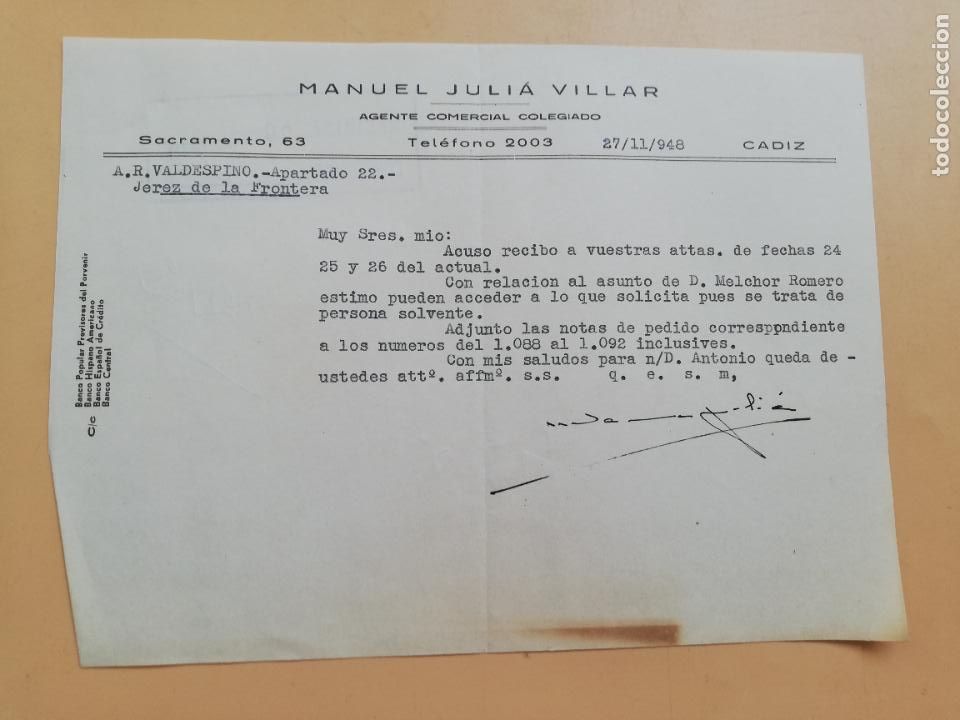 MANUEL JULIÁ VILLAR
AGENTE COMERCIAL COLEGIADO
Sacramento, 63 Teléfono 2003 27/11/948 CADIZ
A.R.VALDESPINO.-Apartado 22.-
Jerez de la Frontera
Muy Sres. mio:
Acuso recibo a vuestras attas. de fechas 24
25 y 26 del actual.
Con relacion al asunto de D. Melchor Romero
estimo pueden acceder a lo que solicita pues se trata de
persona solvente.
Adjunto las notas de pedido corresppndiente
a los numeros del 1.088 al 1.092 inclusives.
Con mis saludos para n/D. Antonio queda de -
ustedes attº. affmº. s.s. q. e. s. m,
C/c
Banco Popular Previsores del Porvenir
Banco Hispano Americano
Banco Español de Crédito
Banco Central
todocoleccion.net